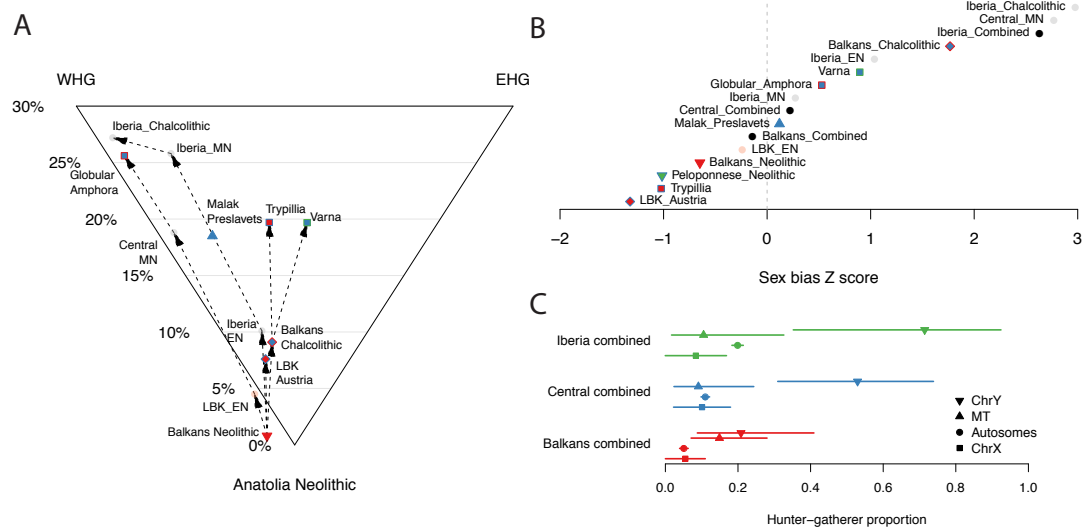 A
WHG
EHG
30%
Iberia_Chalcolithic
Iberia_MN
25%
Globular
Amphora
Malak
Preslavets
Trypillia
Varna
20%
Central
MN
15%
10%
Iberia
EN
Balkans
Chalcolithic
LBK
Austria
5%
LBK_EN
Balkans Neolithic
0%
Anatolia Neolithic
B
Iberia_Chalcolithic
Central_MN
Iberia_Combined
Balkans_Chalcolithic
Iberia_EN
Varna
Globular_Amphora
Iberia_MN
Central_Combined
Malak_Preslavets
Balkans_Combined
LBK_EN
Balkans_Neolithic
Peloponnese_Neolithic
Trypillia
LBK_Austria
−2 −1 0 1 2 3
Sex bias Z score
C
Iberia combined
Central combined
Balkans combined
ChrY
MT
Autosomes
ChrX
0.0 0.2 0.4 0.6 0.8 1.0
Hunter−gatherer proportion